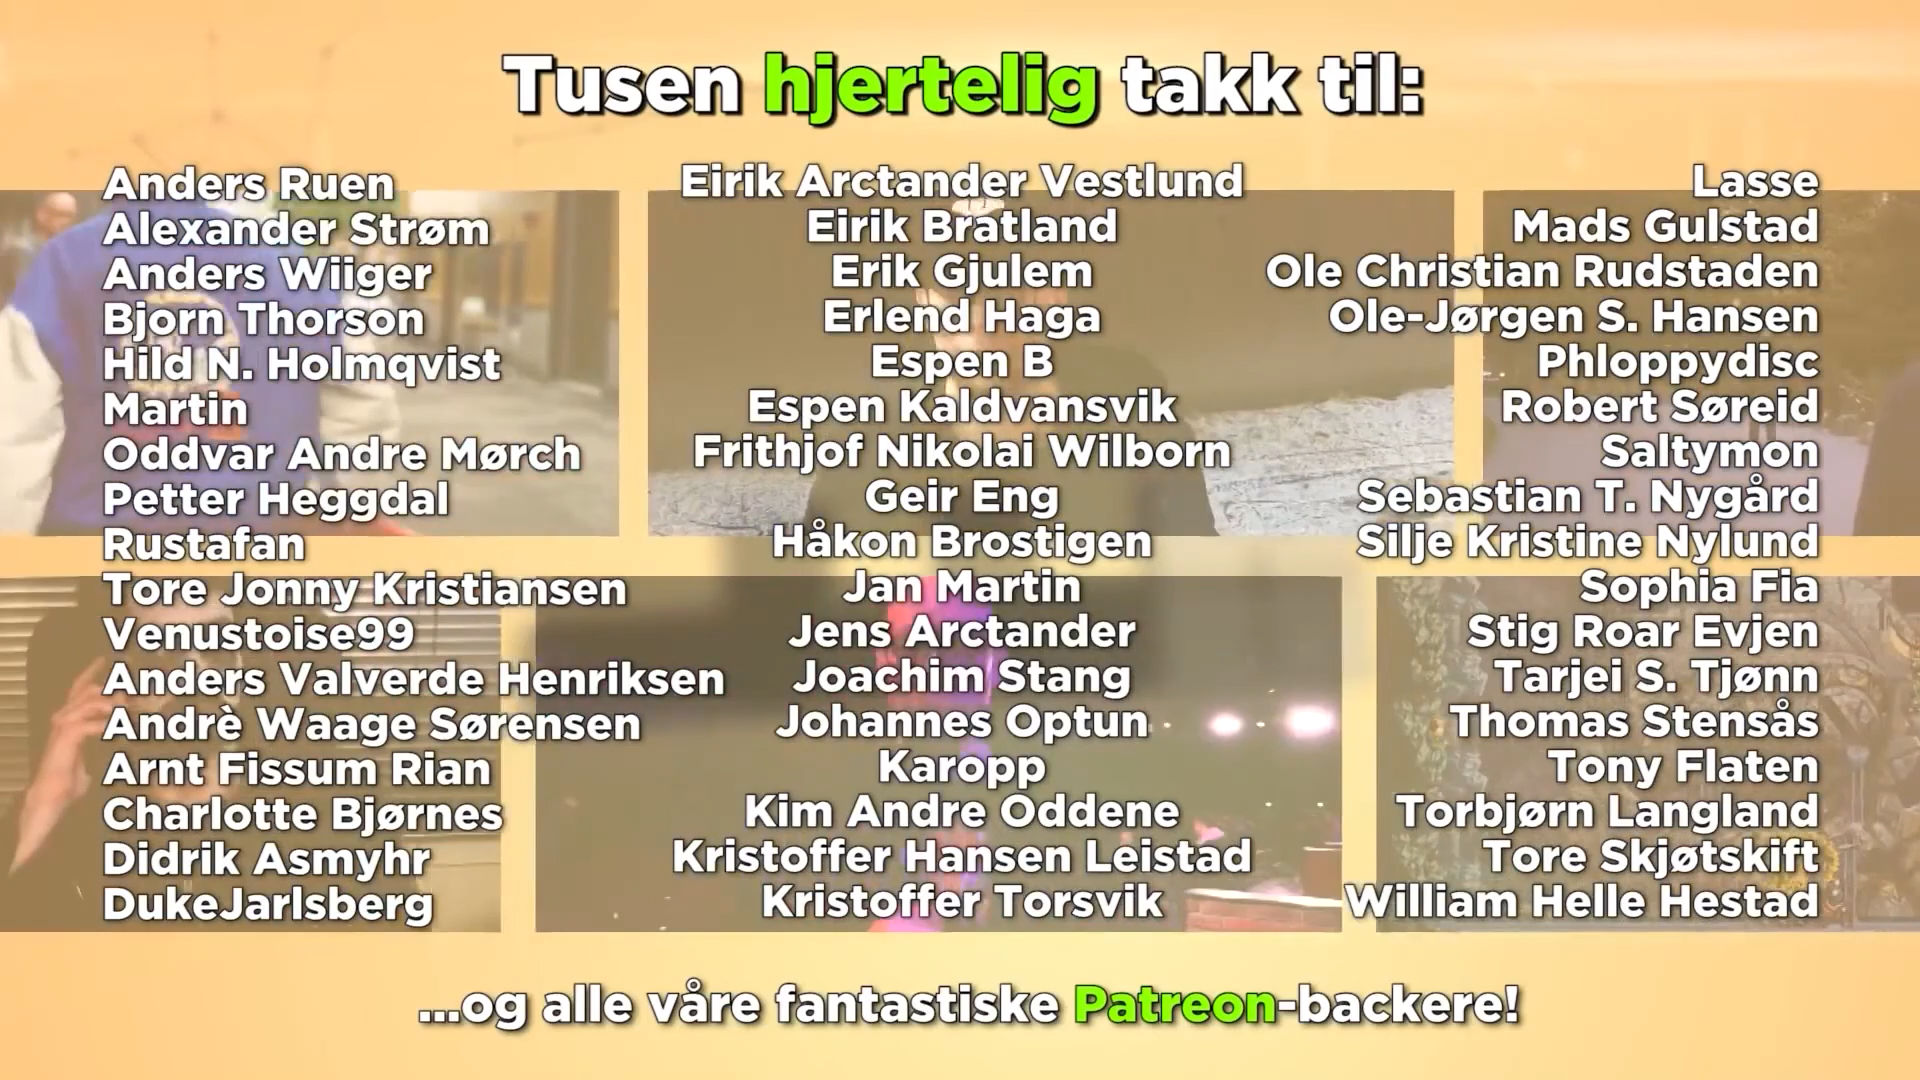 Tusen hjertelig takk til:
Anders Ruen
Alexander Strøm
Anders Wiiger
Bjorn Thorson
Hild N. Holmqvist
Martin
Oddvar Andre Mørch
Petter Heggdal
Rustafan
Tore Jonny Kristiansen
Venustoise99
Anders Valverde Henriksen
Andrè Waage Sørensen
Arnt Fissum Rian
Charlotte Bjørnes
Didrik Asmyhr
DukeJarlsberg
Eirik Arctander Vestlund
Eirik Bratland
Erik Gjulem
Erlend Haga
Espen B
Espen Kaldvansvik
Frithjof Nikolai Wilborn
Geir Eng
Håkon Brostigen
Jan Martin
Jens Arctander
Joachim Stang
Johannes Optun
Karopp
Kim Andre Oddene
Kristoffer Hansen Leistad
Kristoffer Torsvik
Lasse
Mads Gulstad
Ole Christian Rudstaden
Ole-Jørgen S. Hansen
Phloppydisc
Robert Søreid
Saltymon
Sebastian T. Nygård
Silje Kristine Nylund
Sophia Fia
Stig Roar Evjen
Tarjei S. Tjønn
Thomas Stensås
Tony Flaten
Torbjørn Langland
Tore Skjøtskift
William Helle Hestad
...og alle våre fantastiske Patreon-backere!